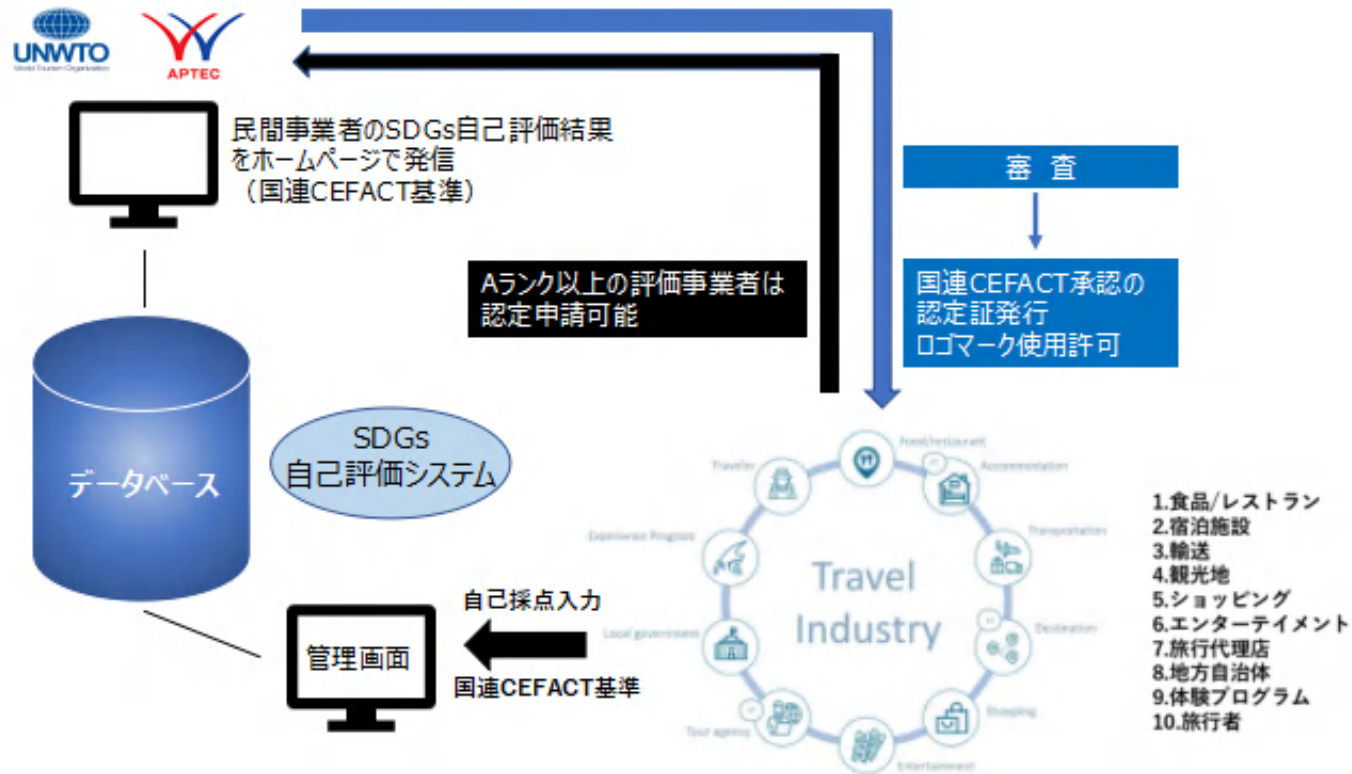 UNWTO
World Tourism Organization
APTEC
民間事業者のSDGs自己評価結果
をホームページで発信
（国連CEFACT基準）
審 査
Aランク以上の評価事業者は
認定申請可能
国連CEFACT承認の
認定証発行
ロゴマーク使用許可
データベース
SDGs
自己評価システム
管理画面
自己採点入力
国連CEFACT基準
Travel
Industry
Food/restaurant
Accommodation
Transportation
Destination
Shopping
Entertainment
Tour agency
Local government
Experience Program
Traveler
1.食品/レストラン
2.宿泊施設
3.輸送
4.観光地
5.ショッピング
6.エンターテイメント
7.旅行代理店
8.地方自治体
9.体験プログラム
10.旅行者